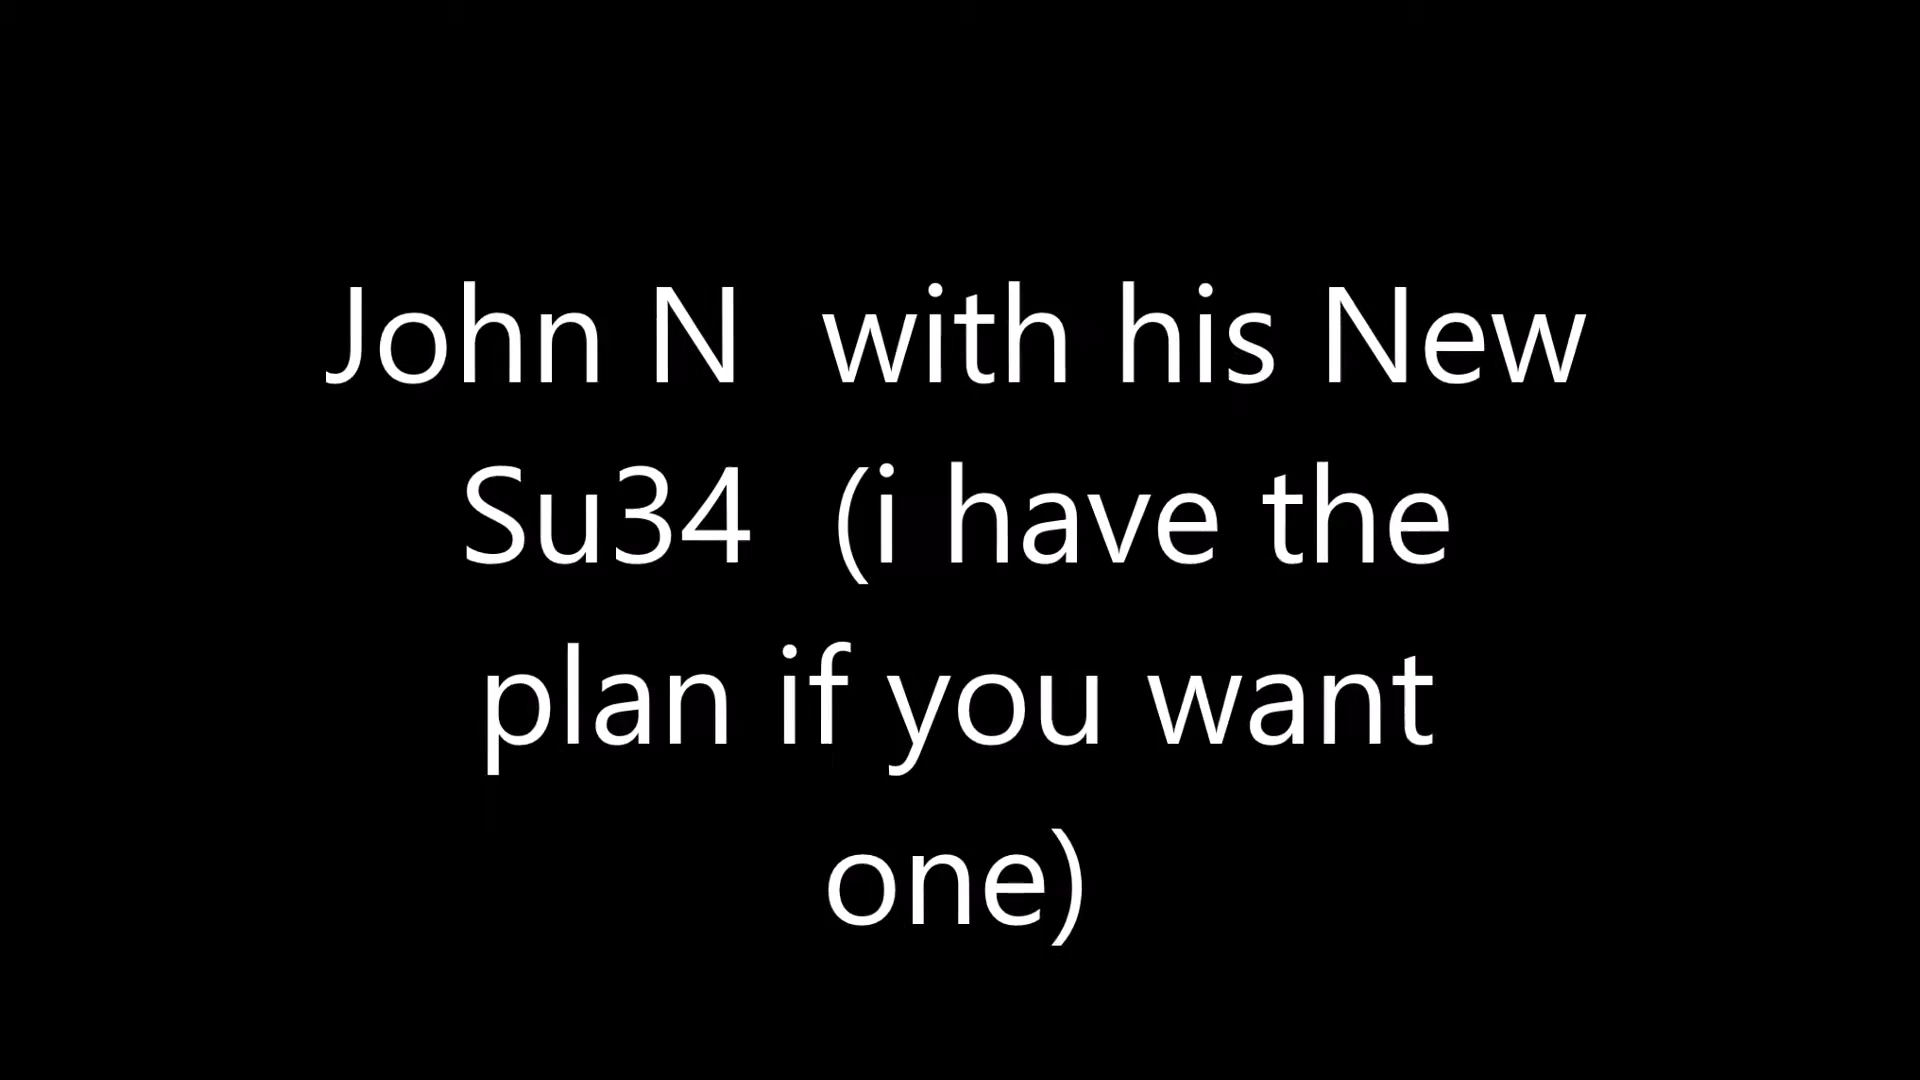 John N  with his New
Su34  (i have the
plan if you want
one)